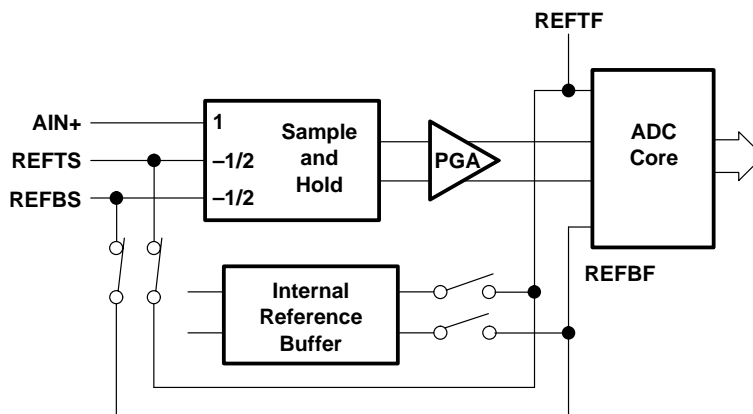 REFTF
AIN+
REFTS
REFBS
1
–1/2
–1/2
Sample
and
Hold
PGA
ADC
Core
REFBF
Internal
Reference
Buffer